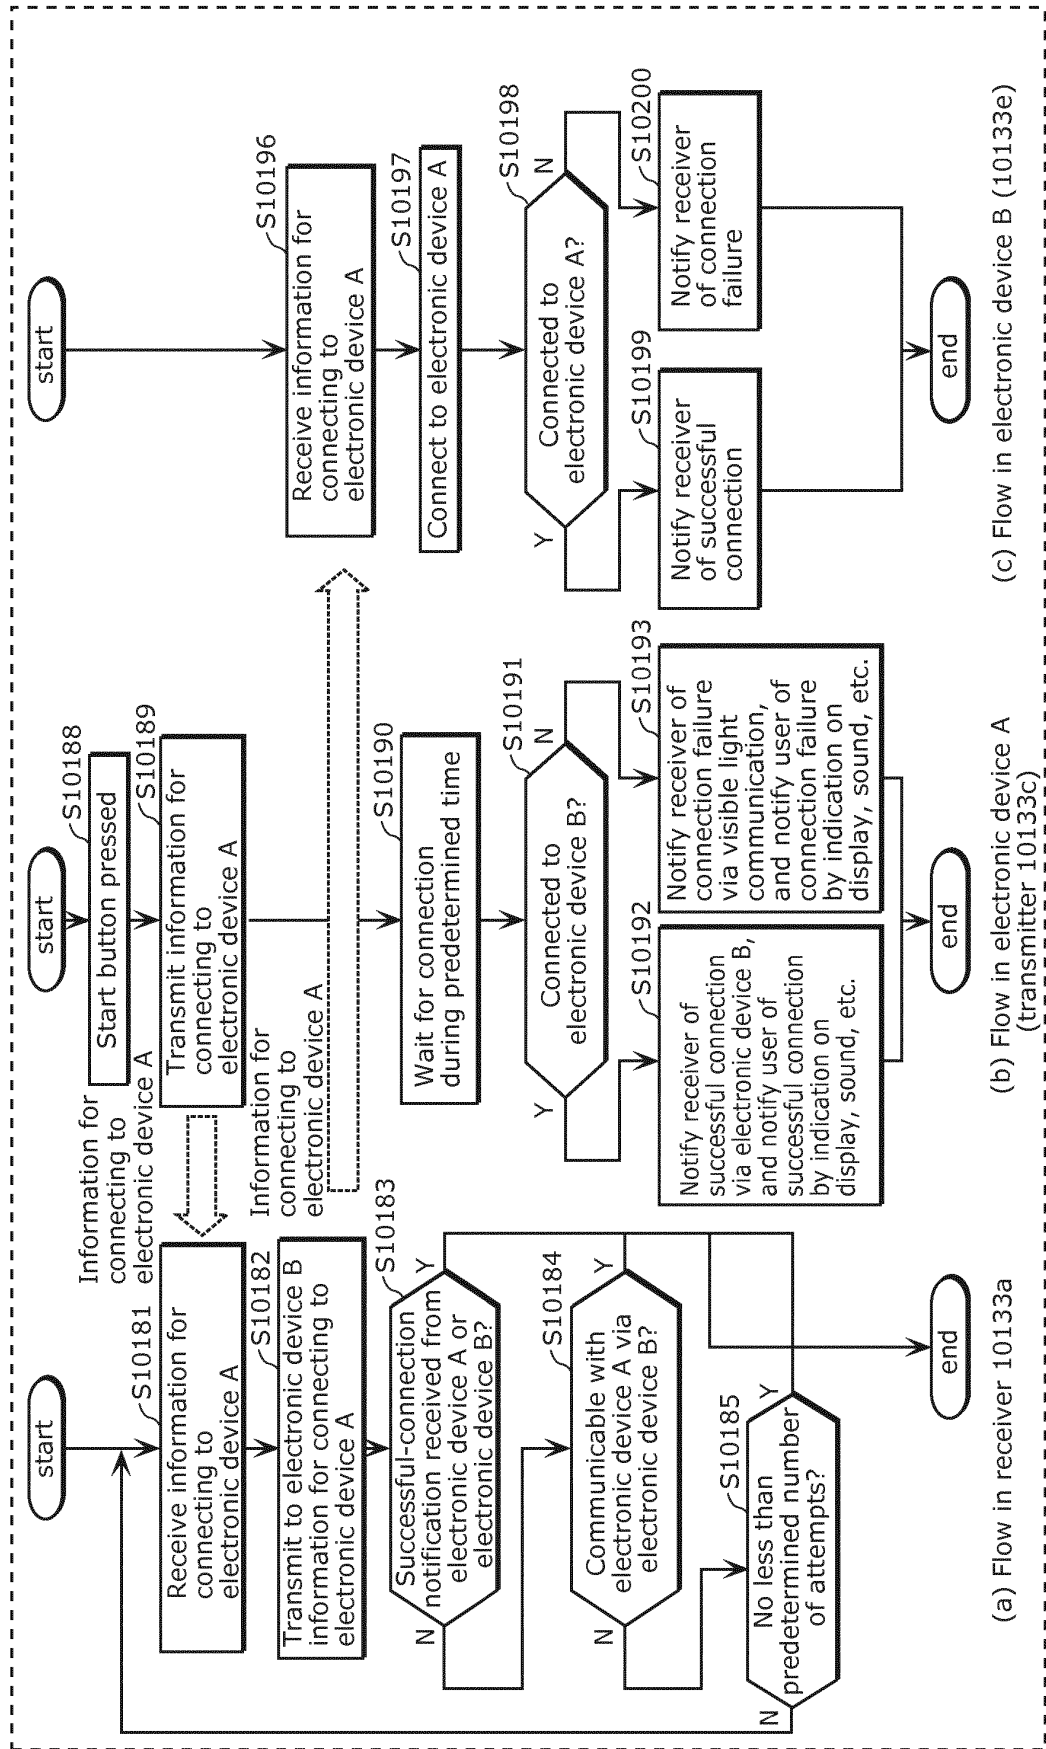 start
S10181
Receive information for
connecting to
electronic device A
S10182
Transmit to electronic device B
information for connecting to
electronic device A
S10183
Successful-connection
notification received from
electronic device A or
electronic device B?
Y
N
S10184
Communicable with
electronic device A via
electronic device B?
Y
N
S10185
No less than
predetermined number
of attempts?
Y
N
end
(a) Flow in receiver 10133a
Information for
connecting to
electronic device A
start
S10188
Start button pressed
S10189
Transmit information for
connecting to
electronic device A
Information for
connecting to
electronic device A
S10190
Wait for connection
during predetermined time
S10191
Connected to
electronic device B?
Y
N
S10192
Notify receiver of
successful connection
via electronic device B,
and notify user of
successful connection
by indication on
display, sound, etc.
S10193
Notify receiver of
connection failure
via visible light
communication,
and notify user of
connection failure
by indication on
display, sound, etc.
end
(b) Flow in electronic device A
(transmitter 10133c)
start
S10196
Receive information for
connecting to
electronic device A
S10197
Connect to electronic device A
S10198
Connected to
electronic device A?
Y
N
S10199
Notify receiver
of successful
connection
S10200
Notify receiver
of connection
failure
end
(c) Flow in electronic device B (10133e)